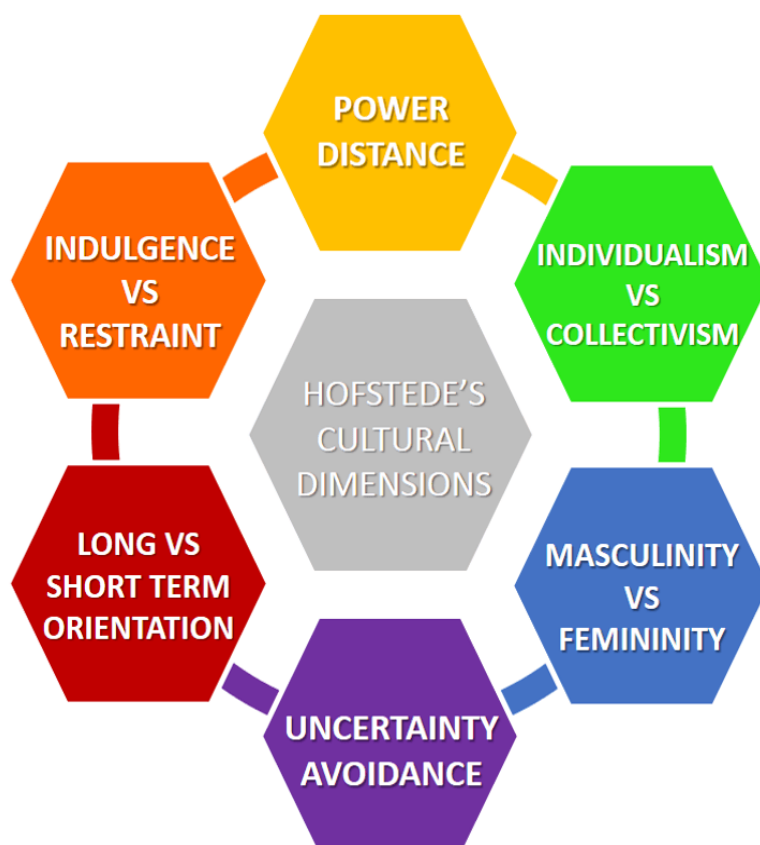 POWER
DISTANCE
INDIVIDUALISM
VS
COLLECTIVISM
MASCULINITY
VS
FEMININITY
UNCERTAINTY
AVOIDANCE
LONG VS
SHORT TERM
ORIENTATION
INDULGENCE
VS
RESTRAINT
HOFSTEDE'S
CULTURAL
DIMENSIONS